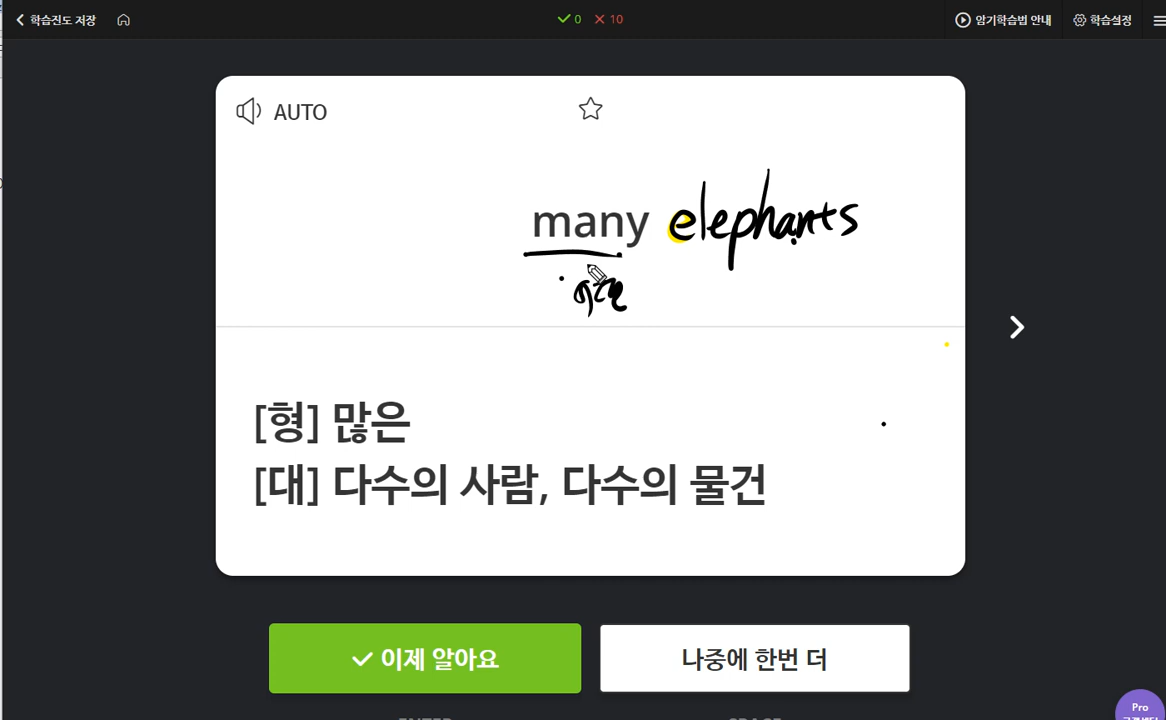 학습진도 저장
0 10
암기학습법 안내
학습설정
AUTO
many elephants
[형] 많은
[대] 다수의 사람, 다수의 물건
이제 알아요
나중에 한번 더
Pro